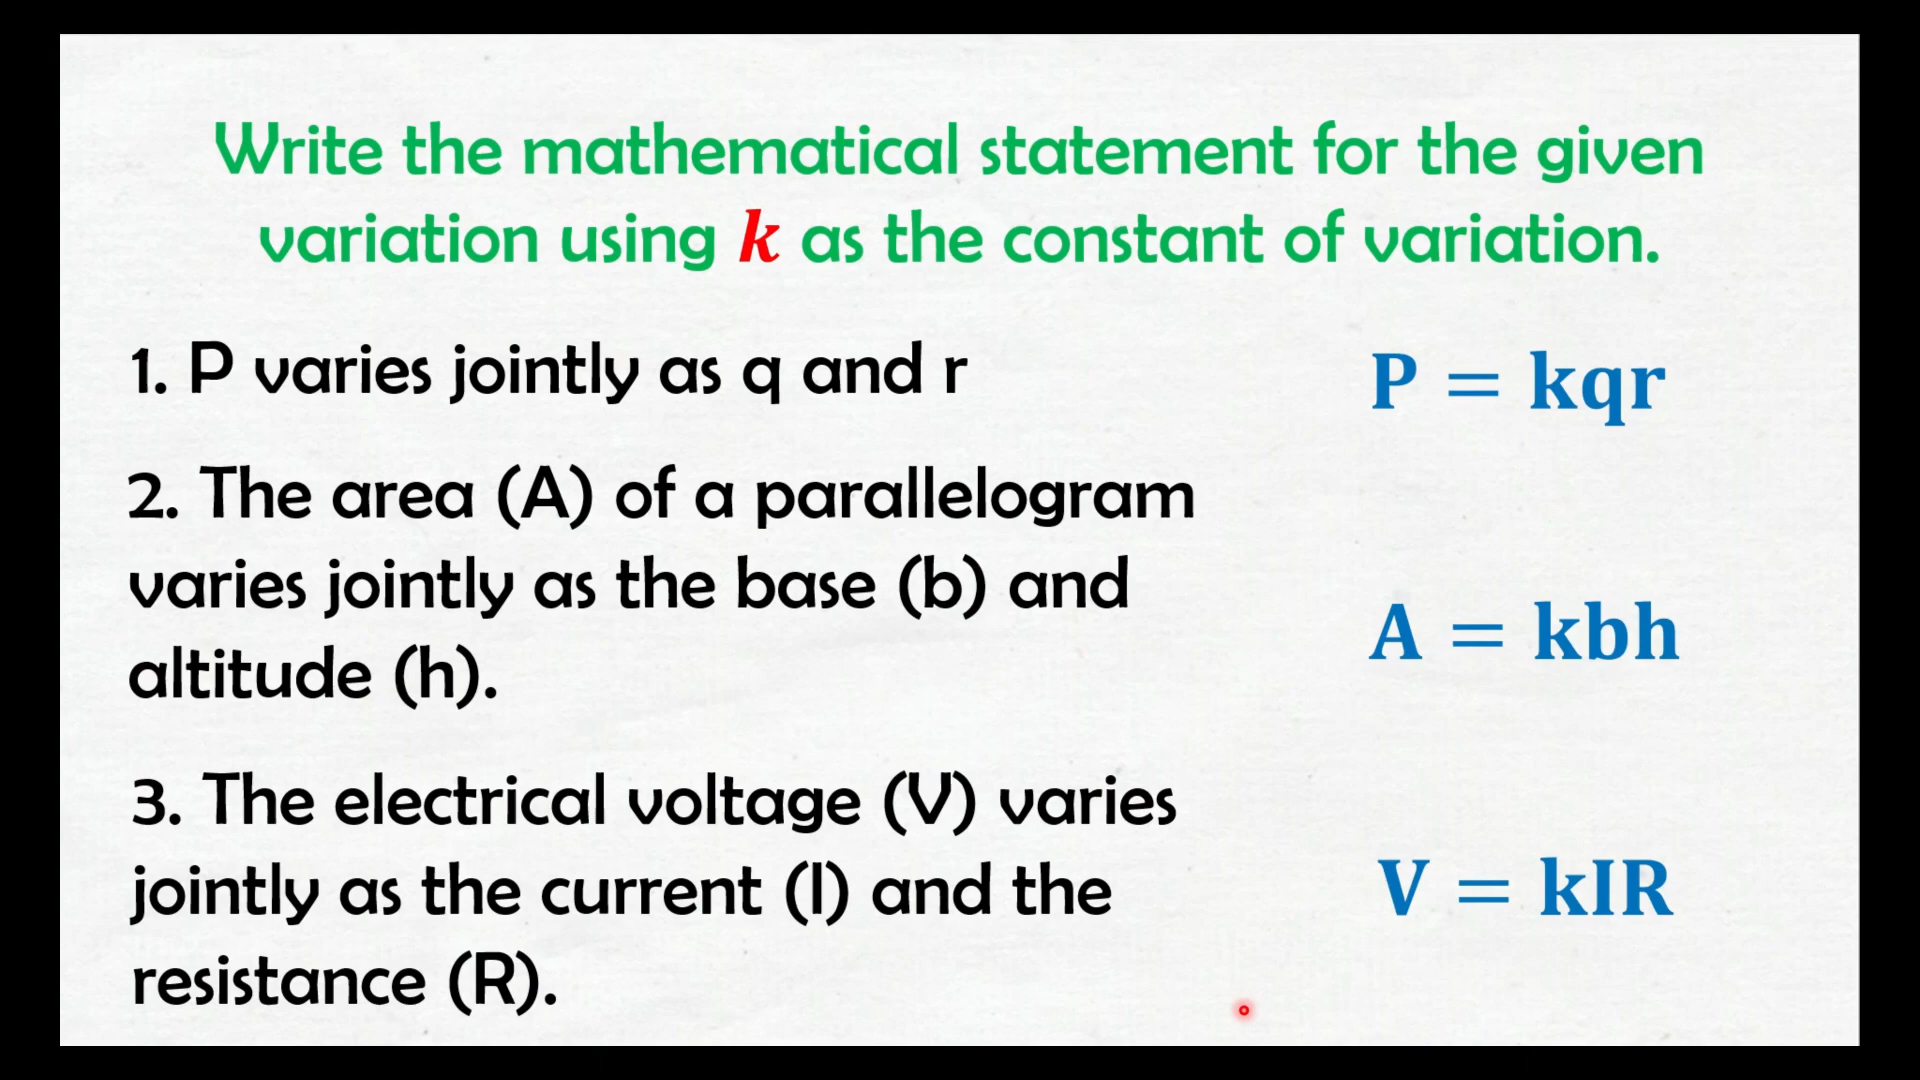 Write the mathematical statement for the given
variation using k as the constant of variation.
1. P varies jointly as q and r
P = kqr
2. The area (A) of a parallelogram
varies jointly as the base (b) and
altitude (h).
A = kbh
3. The electrical voltage (V) varies
jointly as the current (I) and the
resistance (R).
V = kIR